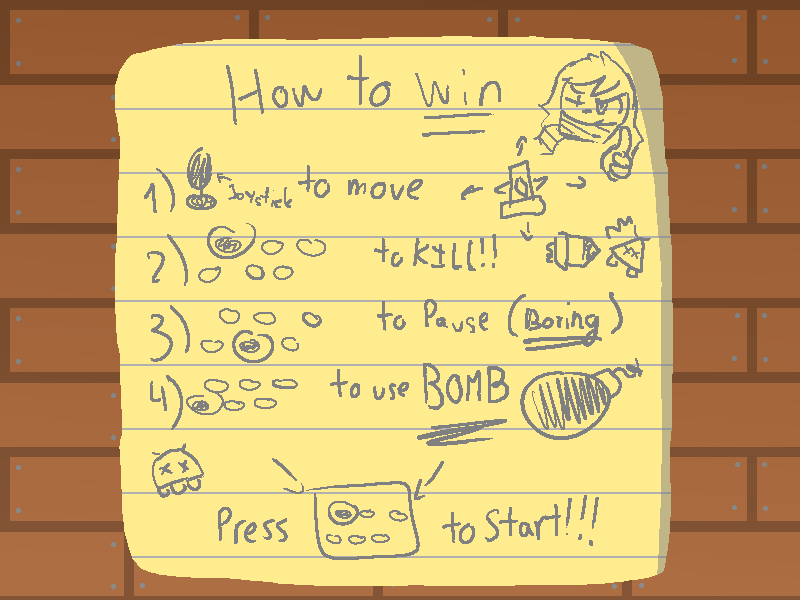 How to win
1) Joystick to move
2) to KILL!!
3) to Pause (Boring)
4) to use BOMB
Press to Start!!!